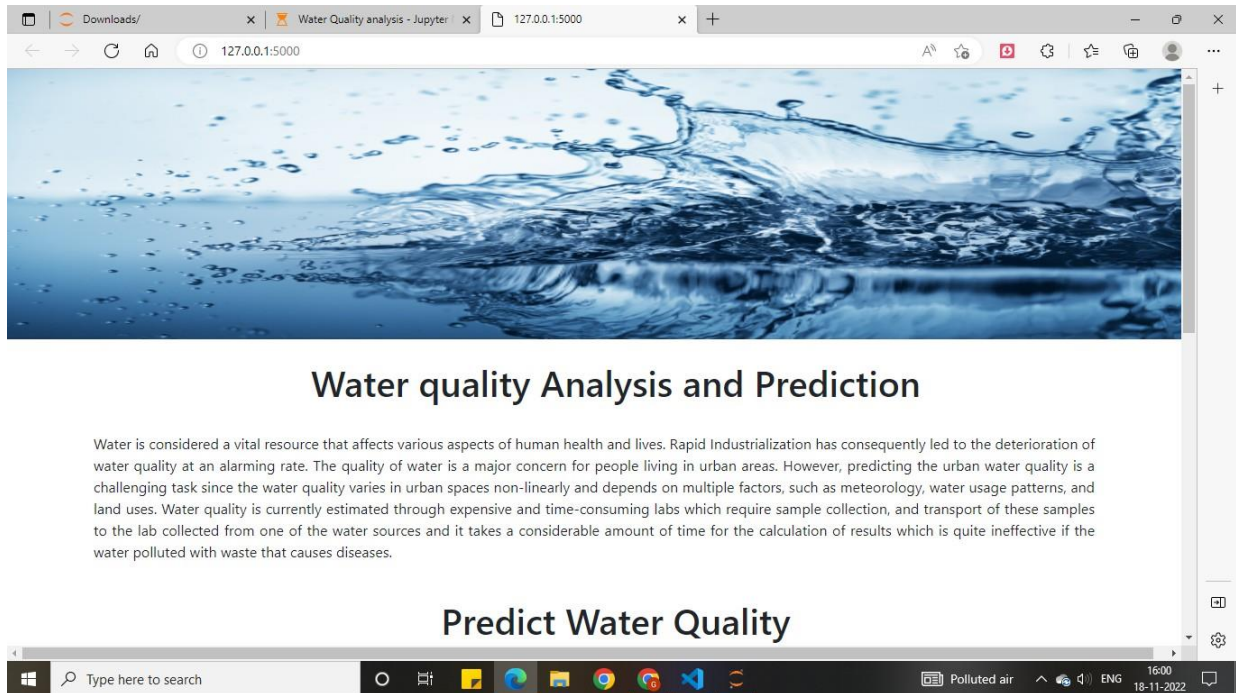 Downloads/
Water Quality analysis - Jupyter
127.0.0.1:5000
127.0.0.1:5000
Water quality Analysis and Prediction
Water is considered a vital resource that affects various aspects of human health and lives. Rapid Industrialization has consequently led to the deterioration of
water quality at an alarming rate. The quality of water is a major concern for people living in urban areas. However, predicting the urban water quality is a
challenging task since the water quality varies in urban spaces non-linearly and depends on multiple factors, such as meteorology, water usage patterns, and
land uses. Water quality is currently estimated through expensive and time-consuming labs which require sample collection, and transport of these samples
to the lab collected from one of the water sources and it takes a considerable amount of time for the calculation of results which is quite ineffective if the
water polluted with waste that causes diseases.
Predict Water Quality
Type here to search
Polluted air
ENG
16:00
18-11-2022